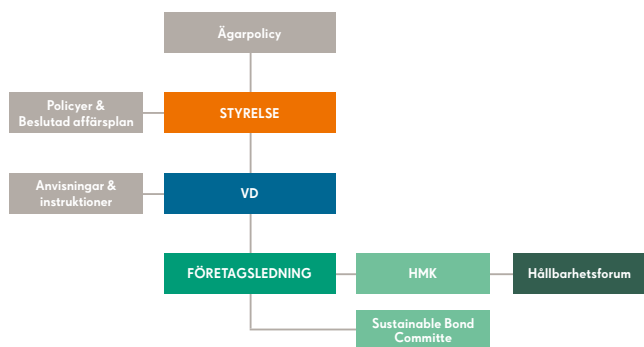 Ägarpolicy
Policyer &
Beslutad affärsplan
STYRELSE
Anvisningar &
instruktioner
VD
FÖRETAGSLEDNING
HMK
Hållbarhetsforum
Sustainable Bond
Committe